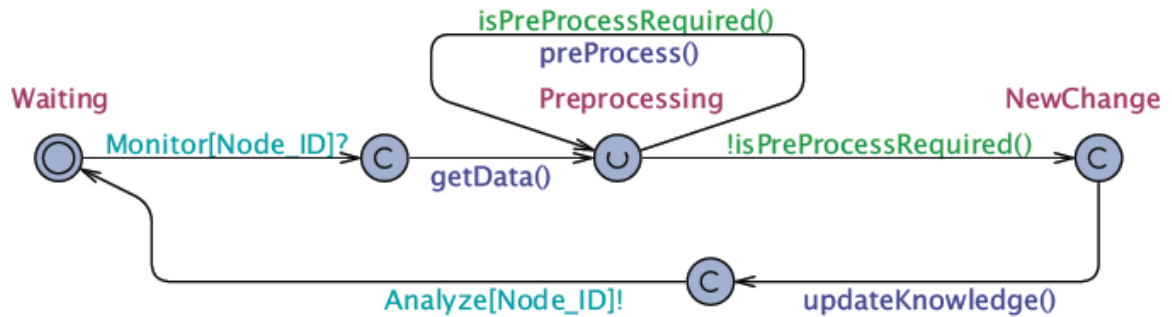 isPreProcessRequired()
preProcess()
Waiting
Preprocessing
NewChange
Monitor[Node_ID]?
!isPreProcessRequired()
C
U
C
getData()
C
Analyze[Node_ID]!
updateKnowledge()